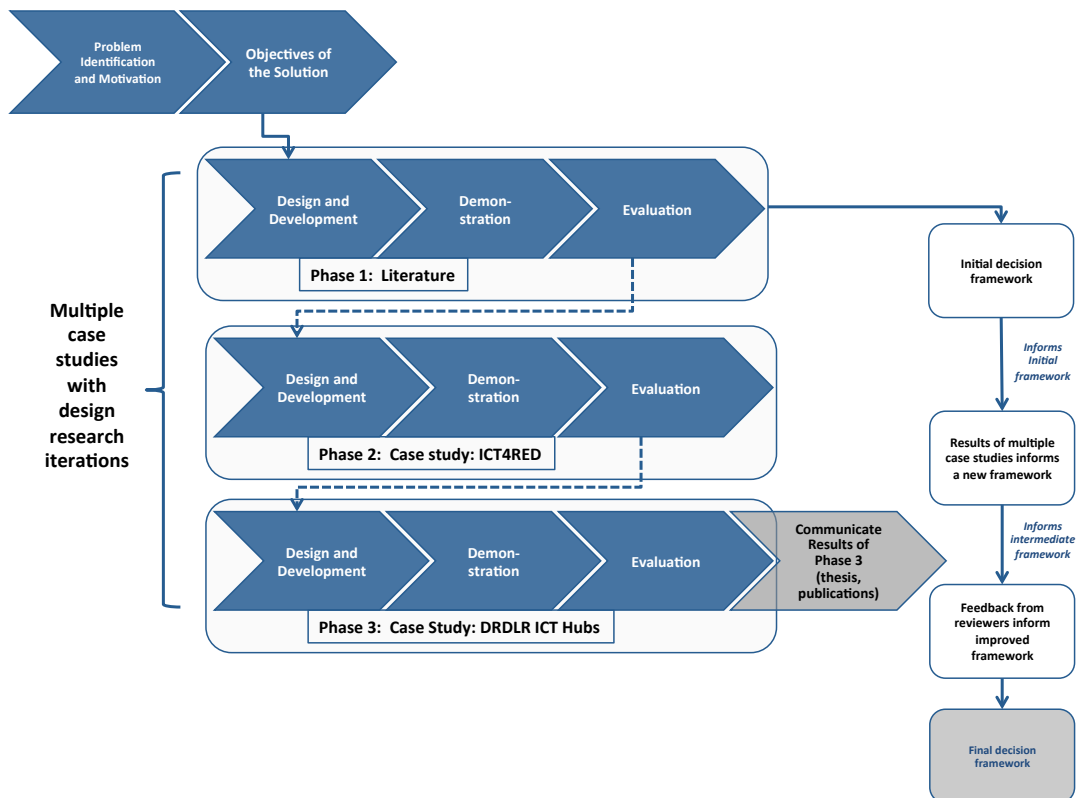 Problem
Identification
and Motivation
Objectives of
the Solution
Design and
Development
Demon-
stration
Evaluation
Phase 1: Literature
Initial decision
framework
Multiple
case
studies
with
design
research
iterations
Informs
Initial
framework
Design and
Development
Demon-
stration
Evaluation
Phase 2: Case study: ICT4RED
Results of multiple
case studies informs
a new framework
Design and
Development
Demon-
stration
Evaluation
Communicate
Results of
Phase 3
(thesis,
publications)
Phase 3: Case Study: DRDLR ICT Hubs
Informs
intermediate
framework
Feedback from
reviewers inform
improved
framework
Final decision
framework